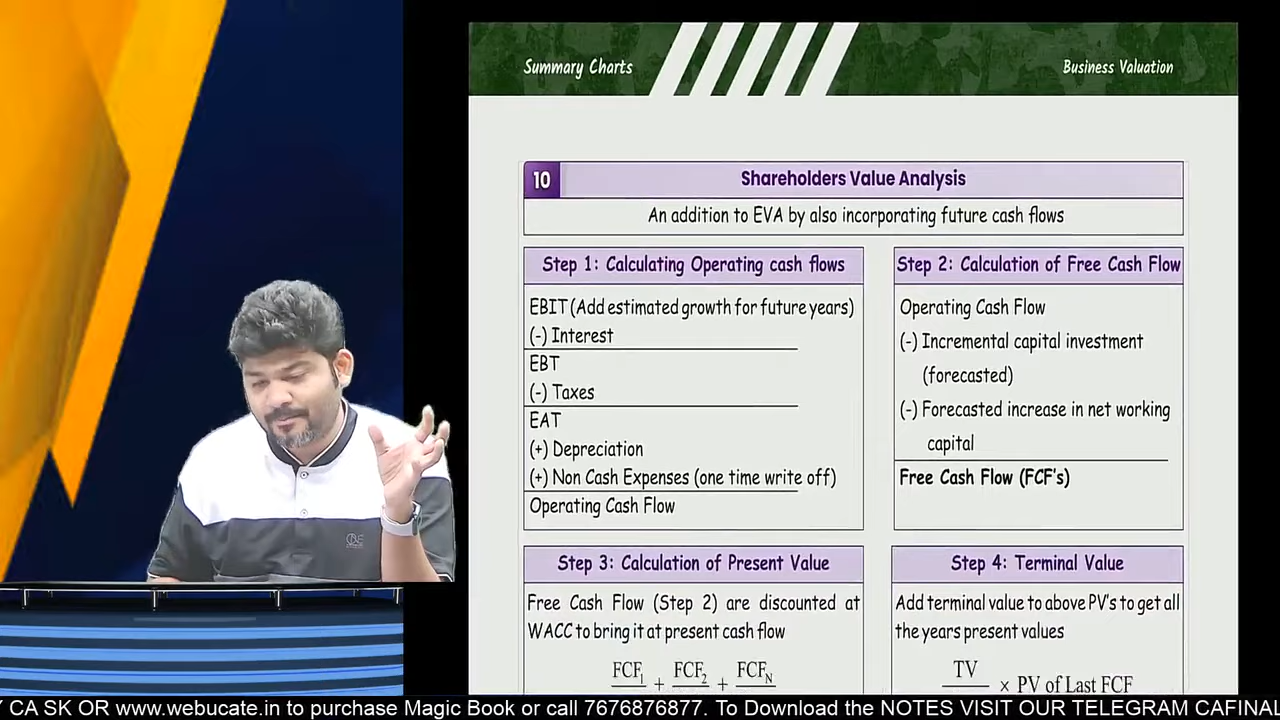 Summary Charts
Business Valuation
10
Shareholders Value Analysis
An addition to EVA by also incorporating future cash flows
Step 1: Calculating Operating cash flows
EBIT (Add estimated growth for future years)
(-) Interest
EBT
(-) Taxes
EAT
(+) Depreciation
(+) Non Cash Expenses (one time write off)
Operating Cash Flow
Step 2: Calculation of Free Cash Flow
Operating Cash Flow
(-) Incremental capital investment
(forecasted)
(-) Forecasted increase in net working
capital
Free Cash Flow (FCF's)
Step 3: Calculation of Present Value
Free Cash Flow (Step 2) are discounted at
WACC to bring it at present cash flow
FCF1 + FCF2 + FCFN
Step 4: Terminal Value
Add terminal value to above PV's to get all
the years present values
TV
× PV of Last FCF
Y CA SK OR www.webucate.in to purchase Magic Book or call 7676876877. To Download the NOTES VISIT OUR TELEGRAM CAFINAL